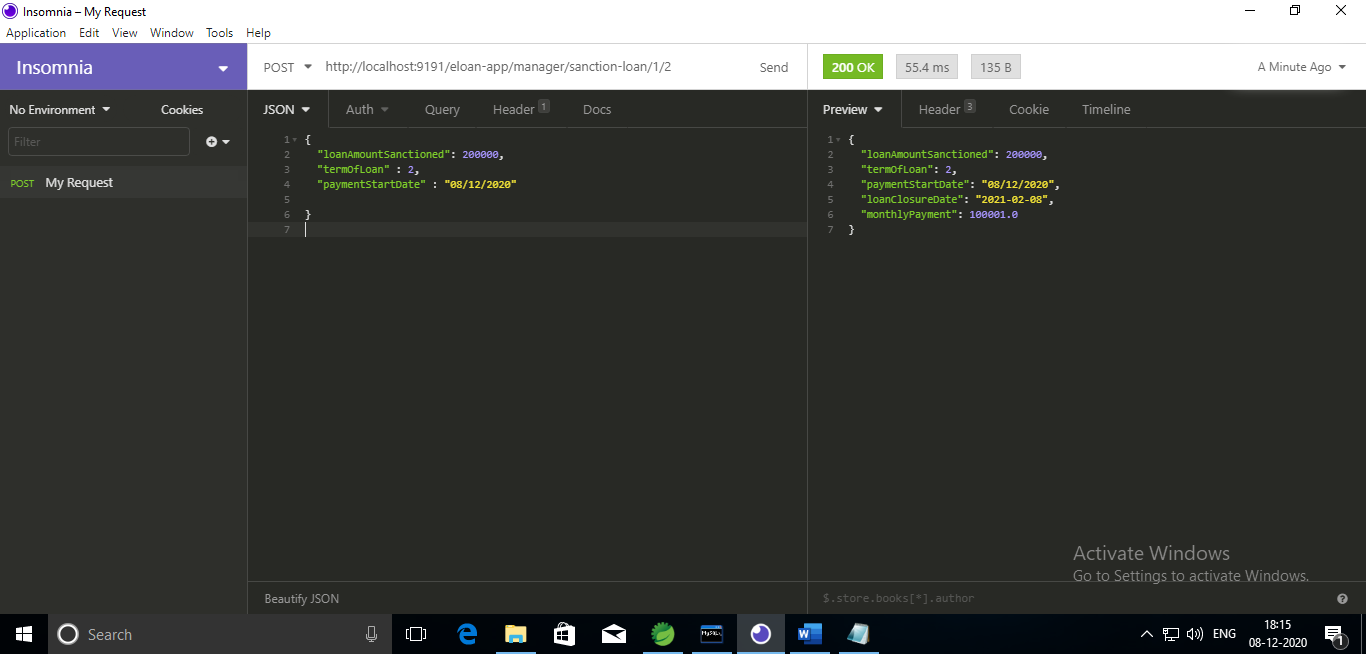 Insomnia – My Request
Application Edit View Window Tools Help
Insomnia
POST http://localhost:9191/eloan-app/manager/sanction-loan/1/2 Send
200 OK 55.4 ms 135 B A Minute Ago
No Environment Cookies
JSON Auth Query Header 1 Docs
Preview Header 3 Cookie Timeline
Filter
POST My Request
1 {
2 "loanAmountSanctioned": 200000,
3 "termOfLoan" : 2,
4 "paymentStartDate" : "08/12/2020"
5
6 }
7
1 {
2 "loanAmountSanctioned": 200000,
3 "termOfLoan": 2,
4 "paymentStartDate": "08/12/2020",
5 "loanClosureDate": "2021-02-08",
6 "monthlyPayment": 100001.0
7 }
Activate Windows
Go to Settings to activate Windows.
Beautify JSON
$.store.books[*].author
Search
MySQL
ENG
18:15
08-12-2020
1